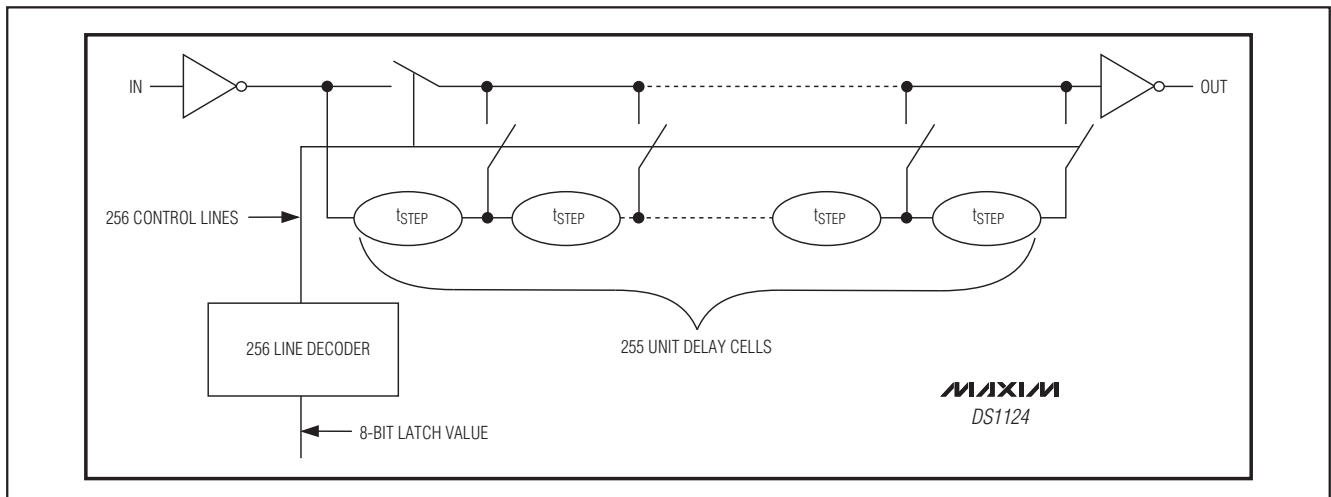 IN
OUT
256 CONTROL LINES
tSTEP
tSTEP
tSTEP
tSTEP
256 LINE DECODER
255 UNIT DELAY CELLS
MAXIM
DS1124
8-BIT LATCH VALUE